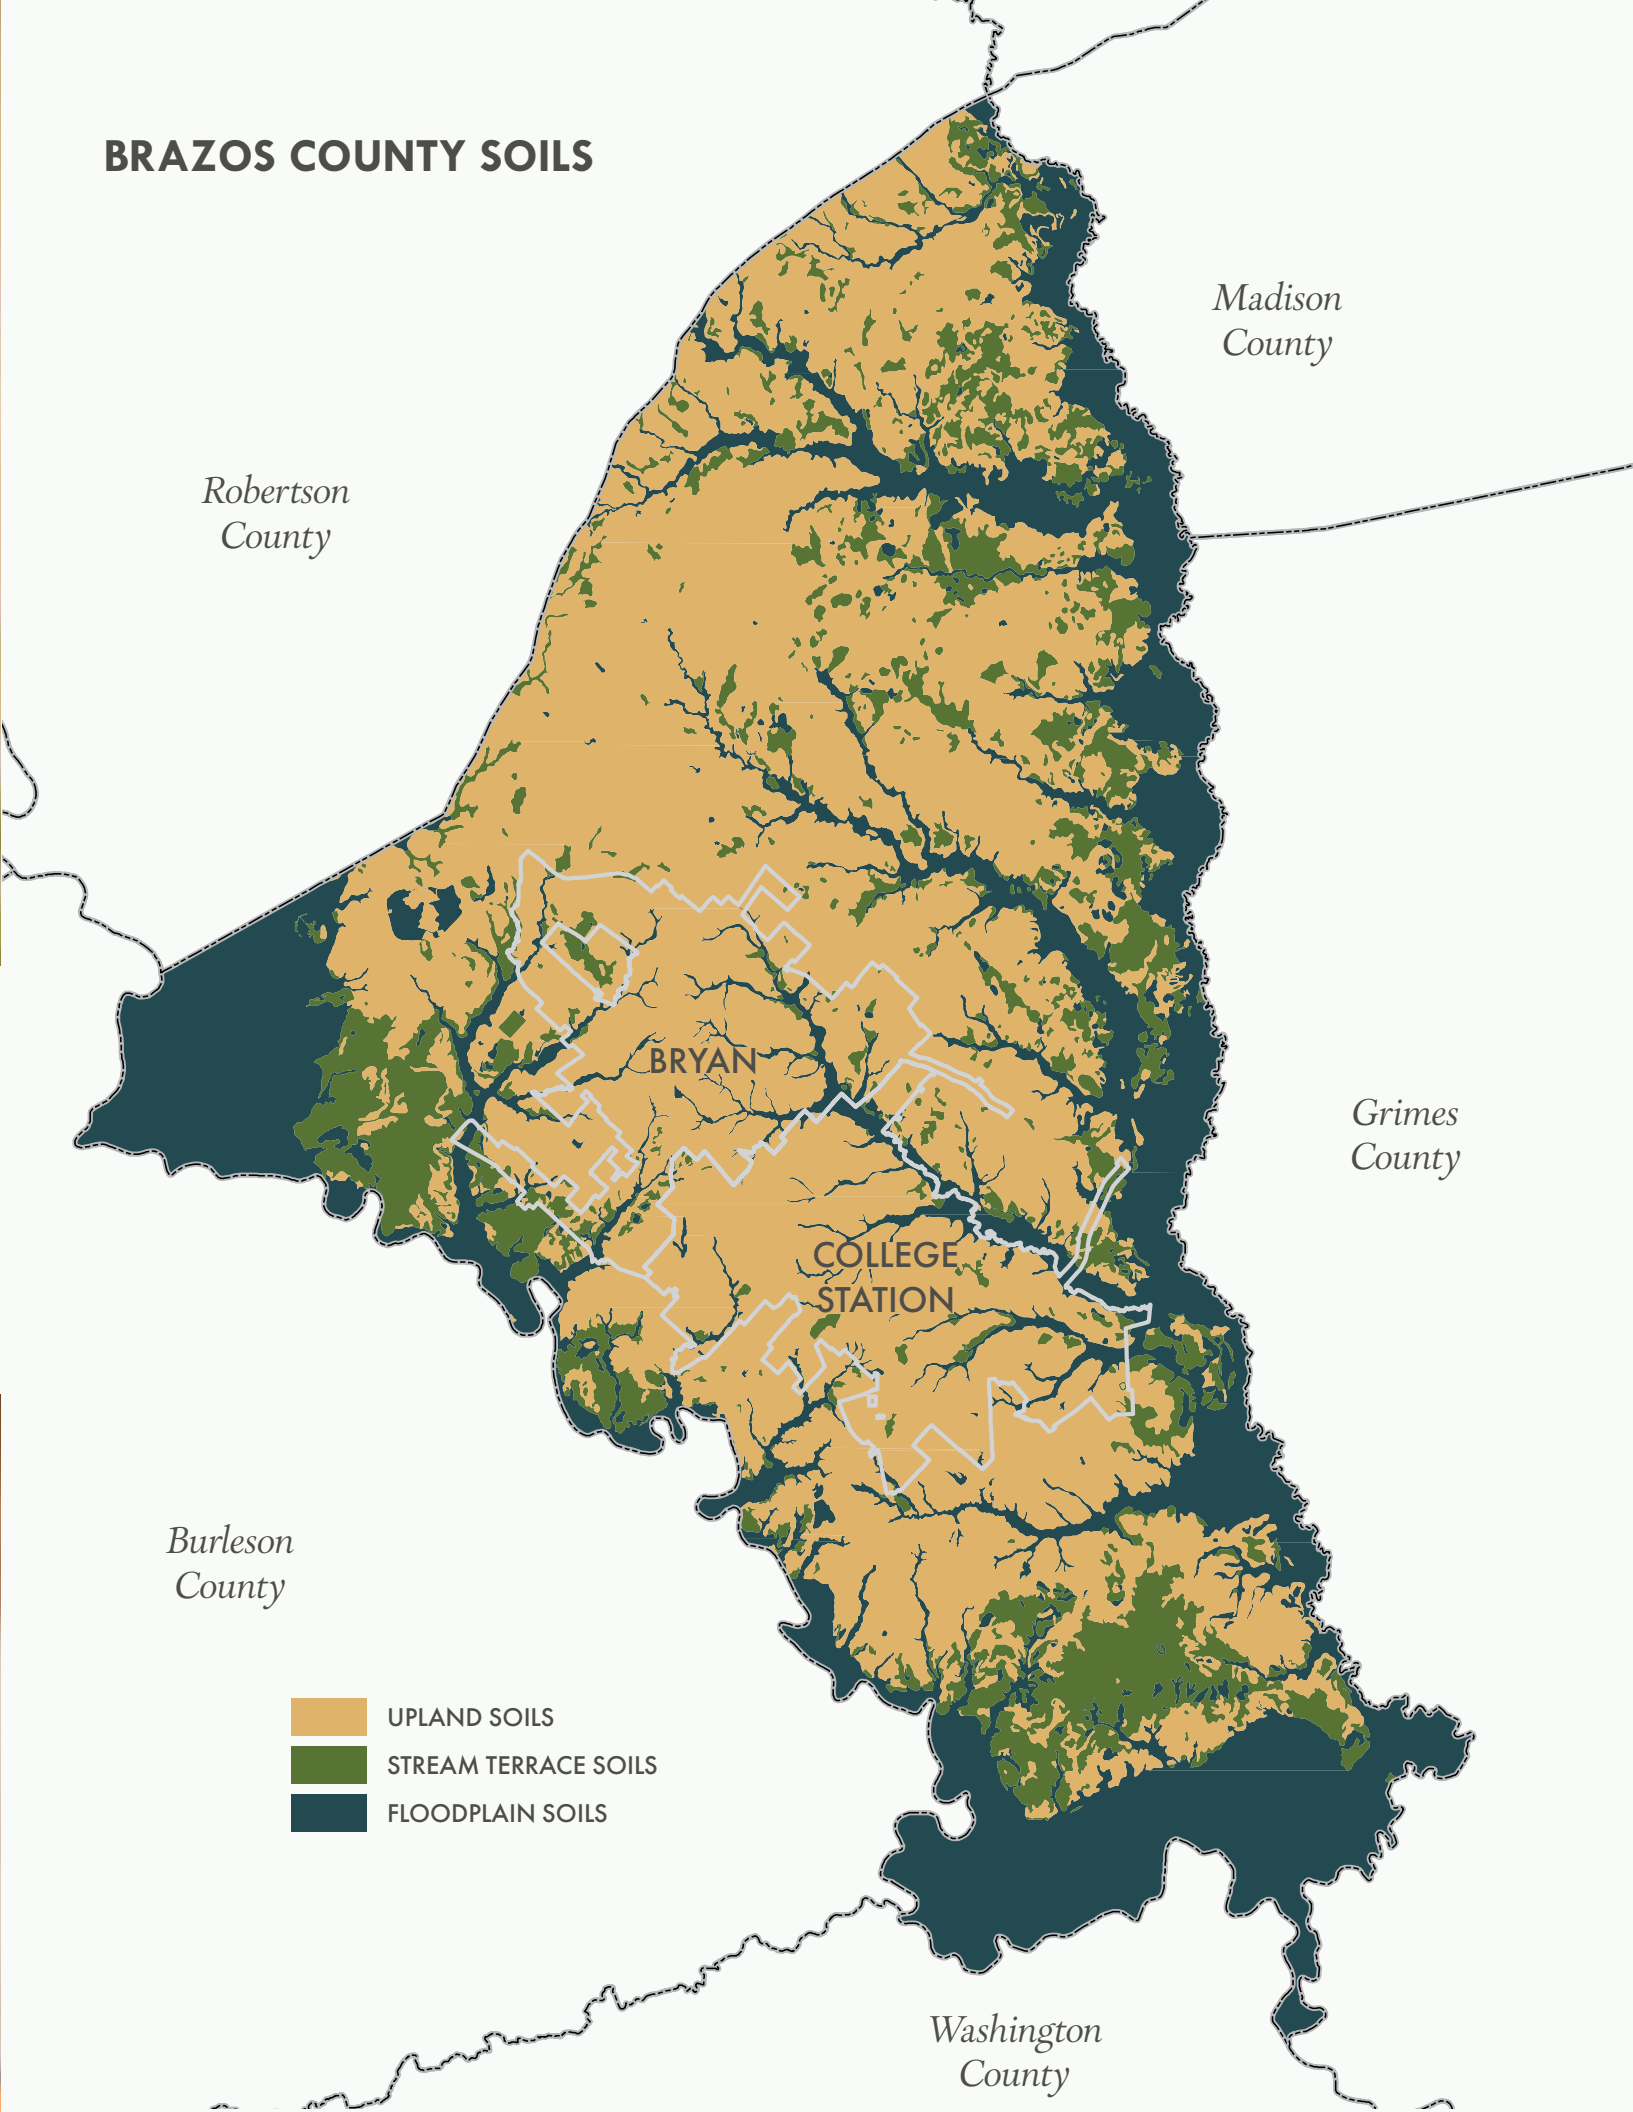 BRAZOS COUNTY SOILS
Madison
County
Robertson
County
BRYAN
Grimes
County
COLLEGE
STATION
Burleson
County
UPLAND SOILS
STREAM TERRACE SOILS
FLOODPLAIN SOILS
Washington
County